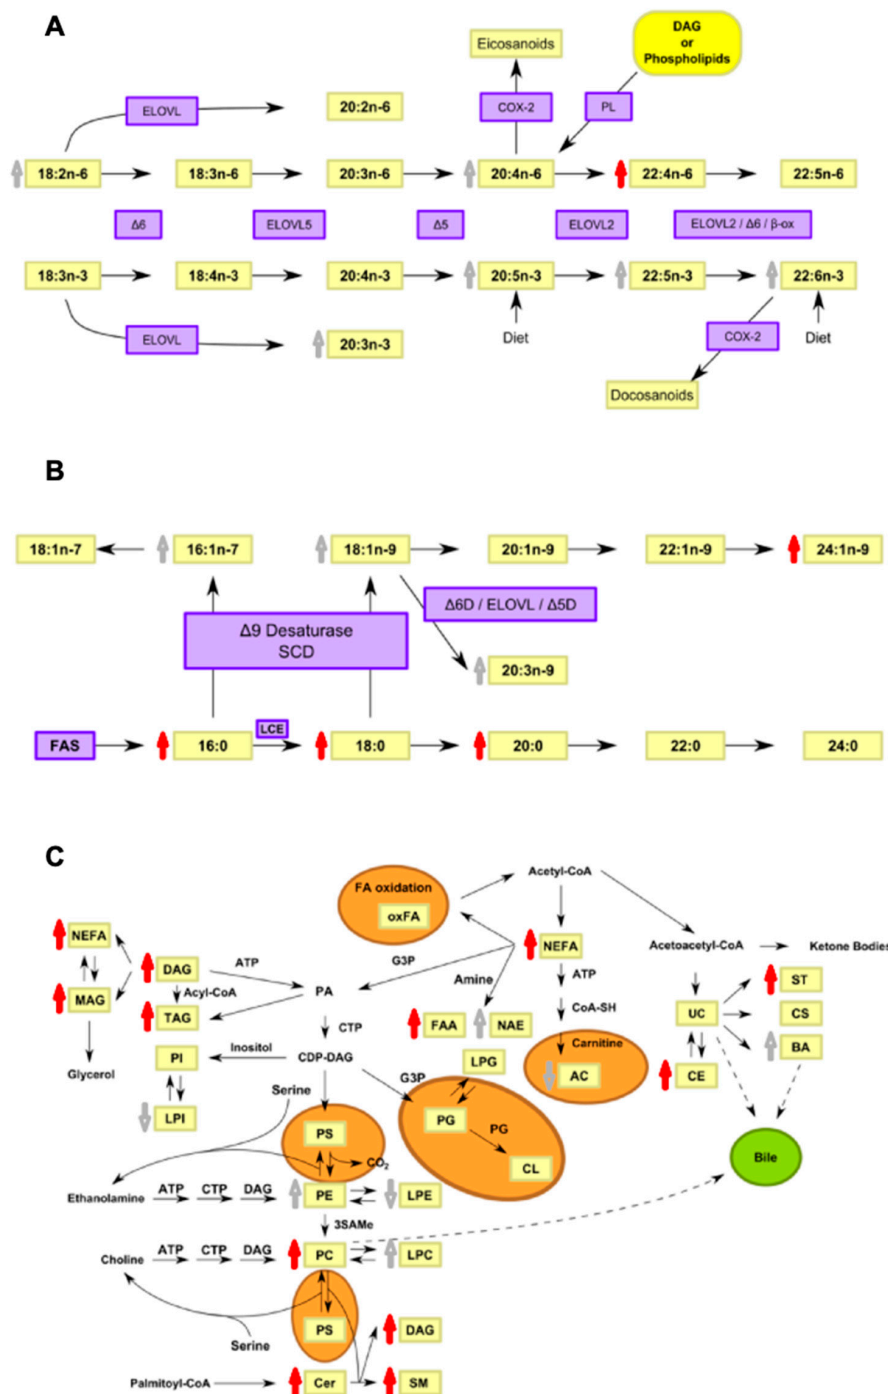 A
DAG
or
Phospholipids
Eicosanoids
COX-2
PL
ELOVL
20:2n-6
18:2n-6
18:3n-6
20:3n-6
20:4n-6
22:4n-6
22:5n-6
Δ6
ELOVL5
Δ5
ELOVL2
ELOVL2 / Δ6 / β-ox
18:3n-3
18:4n-3
20:4n-3
20:5n-3
22:5n-3
22:6n-3
ELOVL
20:3n-3
Diet
COX-2
Diet
Docosanoids
B
18:1n-7
16:1n-7
18:1n-9
20:1n-9
22:1n-9
24:1n-9
Δ9 Desaturase
SCD
Δ6D / ELOVL / Δ5D
20:3n-9
FAS
16:0
LCE
18:0
20:0
22:0
24:0
C
FA oxidation
oxFA
Acetyl-CoA
NEFA
DAG
ATP
G3P
NEFA
Acetoacetyl-CoA
Ketone Bodies
MAG
Acyl-CoA
TAG
PA
Amine
ATP
CoA-SH
ST
FAA
NAE
UC
CS
CTP
Carnitine
BA
Glycerol
PI
Inositol
CDP-DAG
LPG
AC
CE
G3P
LPI
Serine
PS
PG
PG
CL
Bile
CO2
Ethanolamine
ATP
CTP
DAG
PE
LPE
3SAMe
Choline
ATP
CTP
DAG
PC
LPC
PS
Serine
DAG
Palmitoyl-CoA
Cer
SM